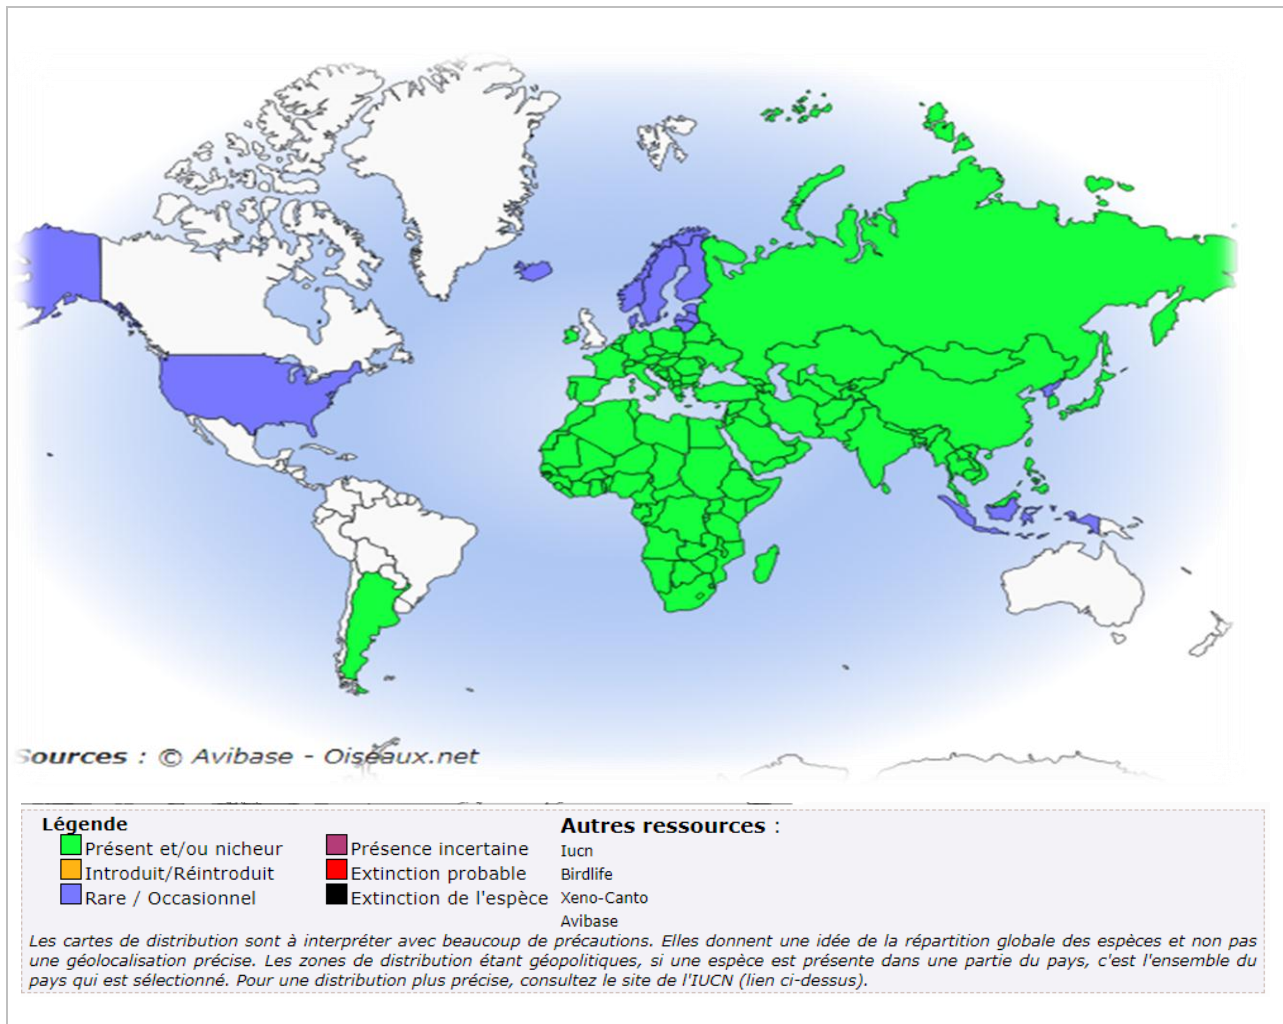 Sources : © Avibase - Oiseaux.net
Légende
Présent et/ou nicheur
Introduit/Réintroduit
Rare / Occasionnel
Présence incertaine
Extinction probable
Extinction de l'espèce
Autres ressources :
Iucn
Birdlife
Xeno-Canto
Avibase
Les cartes de distribution sont à interpréter avec beaucoup de précautions. Elles donnent une idée de la répartition globale des espèces et non pas
une géolocalisation précise. Les zones de distribution étant géopolitiques, si une espèce est présente dans une partie du pays, c'est l'ensemble du
pays qui est sélectionné. Pour une distribution plus précise, consultez le site de l'IUCN (lien ci-dessus).